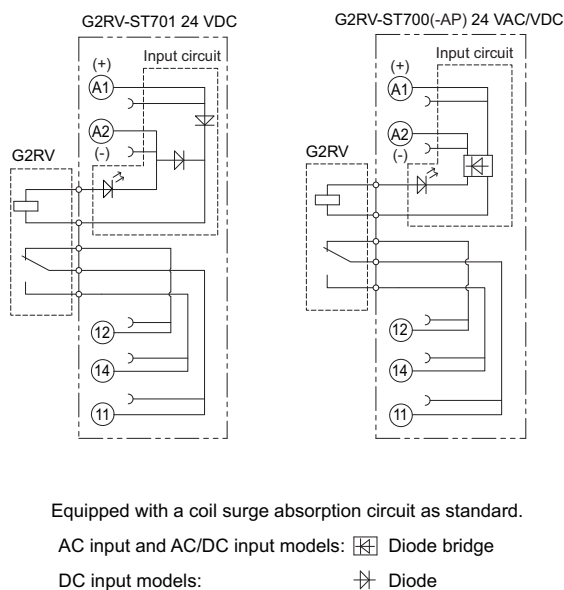 G2RV-ST701 24 VDC
Input circuit
(+)
A1
A2
(-)
G2RV
12
14
11
G2RV-ST700(-AP) 24 VAC/VDC
Input circuit
(+)
A1
A2
(-)
G2RV
12
14
11
Equipped with a coil surge absorption circuit as standard.
AC input and AC/DC input models: Diode bridge
DC input models: Diode